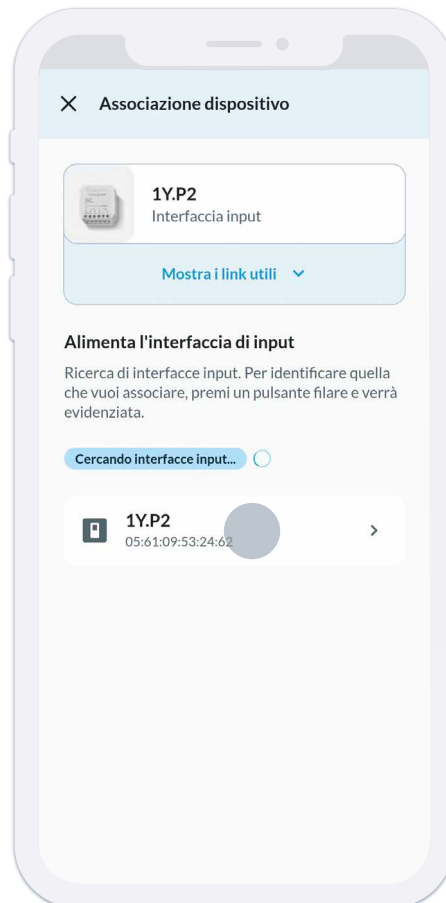 Associazione dispositivo
1Y.P2
Interfaccia input
Mostra i link utili
Alimenta l'interfaccia di input
Ricerca di interfacce input. Per identificare quella
che vuoi associare, premi un pulsante filare e verrà
evidenziata.
Cercando interfacce input...
1Y.P2
05:61:09:53:24:62